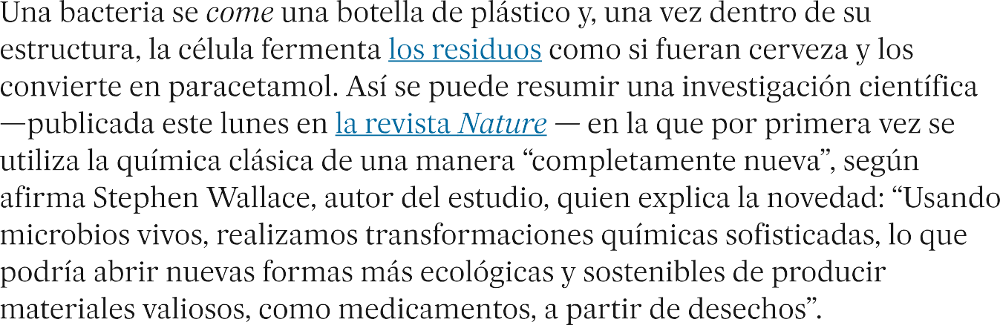 Una bacteria se come una botella de plástico y, una vez dentro de su
estructura, la célula fermenta los residuos como si fueran cerveza y los
convierte en paracetamol. Así se puede resumir una investigación científica
—publicada este lunes en la revista Nature — en la que por primera vez se
utiliza la química clásica de una manera “completamente nueva”, según
afirma Stephen Wallace, autor del estudio, quien explica la novedad: “Usando
microbios vivos, realizamos transformaciones químicas sofisticadas, lo que
podría abrir nuevas formas más ecológicas y sostenibles de producir
materiales valiosos, como medicamentos, a partir de desechos”.